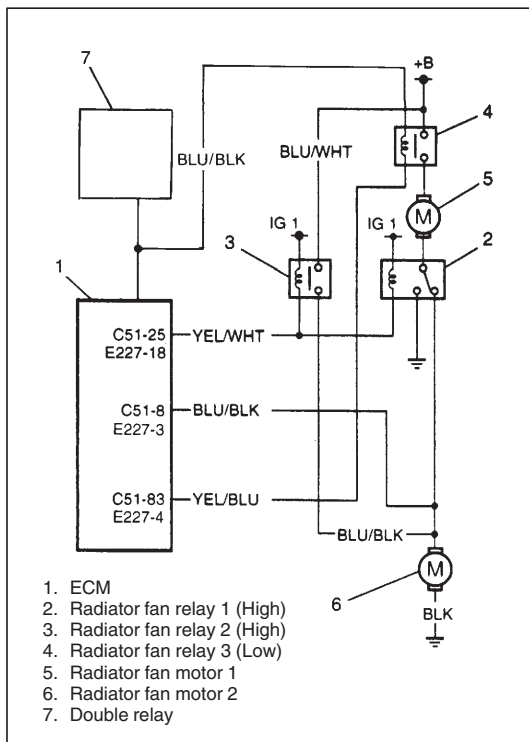 7
+B
4
BLU/BLK
BLU/WHT
5
IG 1
IG 1
3
2
1
C51-25
E227-18
YEL/WHT
C51-8
E227-3
BLU/BLK
C51-83
E227-4
YEL/BLU
BLU/BLK
M
M
6
BLK
1. ECM
2. Radiator fan relay 1 (High)
3. Radiator fan relay 2 (High)
4. Radiator fan relay 3 (Low)
5. Radiator fan motor 1
6. Radiator fan motor 2
7. Double relay